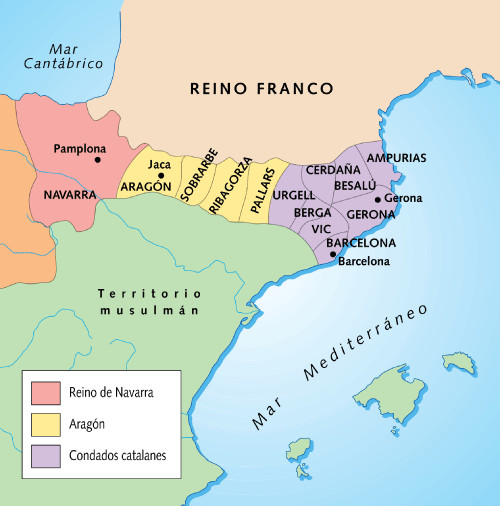 Mar
Cantábrico
REINO FRANCO
Pamplona
NAVARRA
Jaca
ARAGÓN
SOBRARBE
RIBAGORZA
PALLARS
URGELL
CERDAÑA
AMPURIAS
BESALÚ
Gerona
BERGA
GERONA
VIC
BARCELONA
Barcelona
Territorio
musulmán
Mar Mediterráneo
Reino de Navarra
Aragón
Condados catalanes